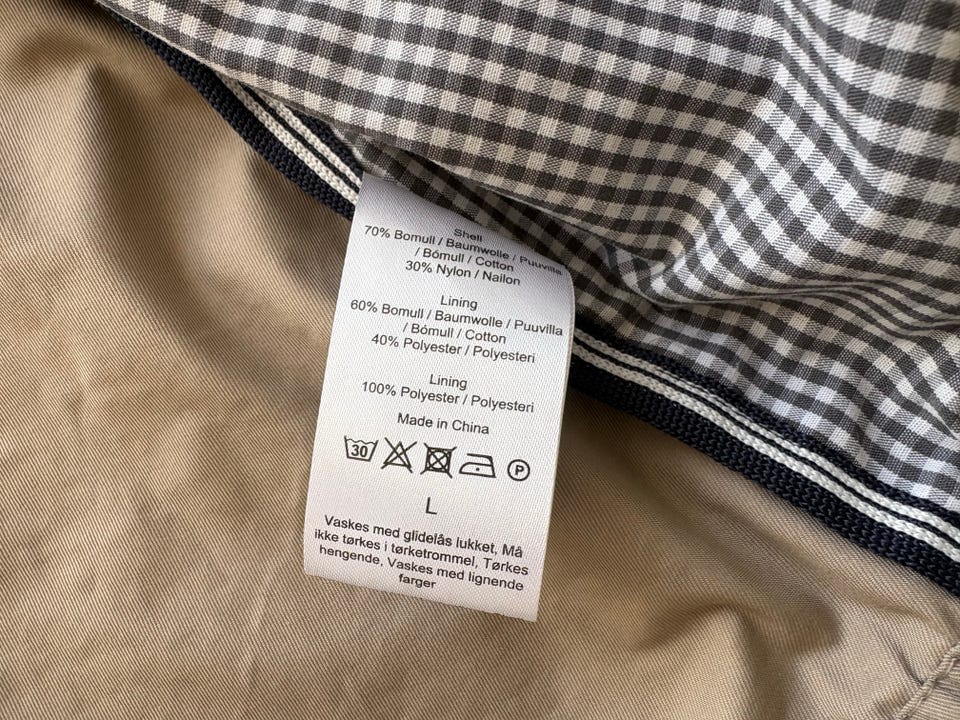 Shell
70% Bomull / Baumwolle / Puuvilla
/ Bómull / Cotton
30% Nylon / Nailon
Lining
60% Bomull / Baumwolle / Puuvilla
/ Bómull / Cotton
40% Polyester / Polyesteri
Lining
100% Polyester / Polyesteri
Made in China
30 P
L
Vaskes med glidelås lukket, Må
ikke tørkes i tørketrommel, Tørkes
hengende, Vaskes med lignende
farger